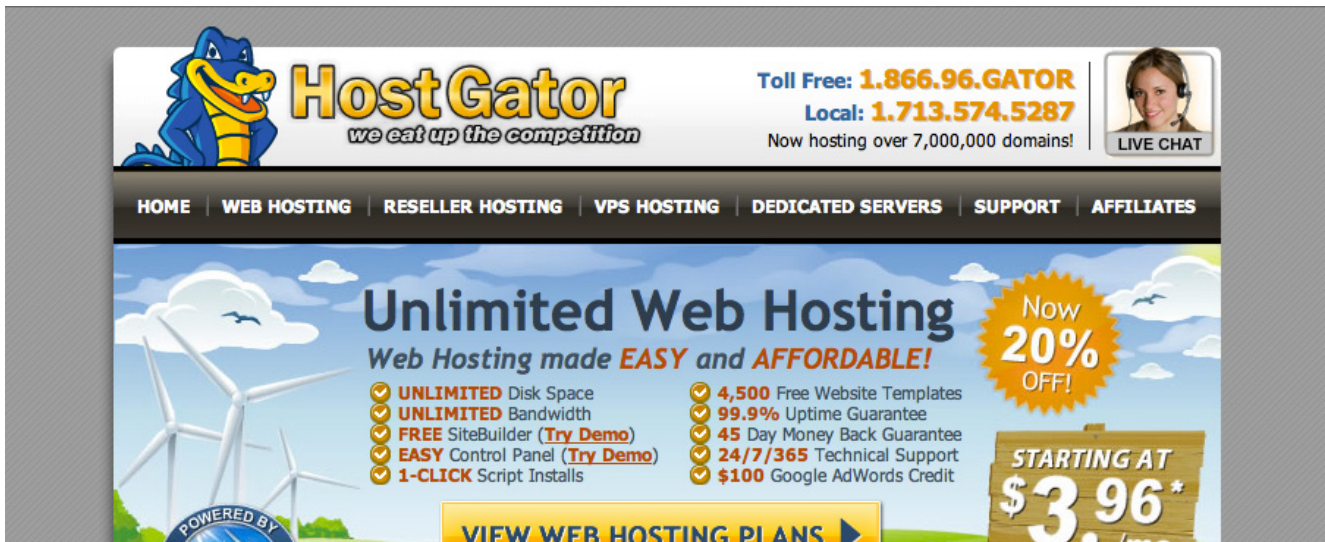 HostGator
we eat up the competition
Toll Free: 1.866.96.GATOR
Local: 1.713.574.5287
Now hosting over 7,000,000 domains!
LIVE CHAT
HOME WEB HOSTING RESELLER HOSTING VPS HOSTING DEDICATED SERVERS SUPPORT AFFILIATES
Unlimited Web Hosting
Web Hosting made EASY and AFFORDABLE!
UNLIMITED Disk Space
UNLIMITED Bandwidth
FREE SiteBuilder (Try Demo)
EASY Control Panel (Try Demo)
1-CLICK Script Installs
4,500 Free Website Templates
99.9% Uptime Guarantee
45 Day Money Back Guarantee
24/7/365 Technical Support
$100 Google AdWords Credit
Now
20%
OFF!
STARTING AT
$3.96*
/mo
POWERED BY
VIEW WEB HOSTING PLANS